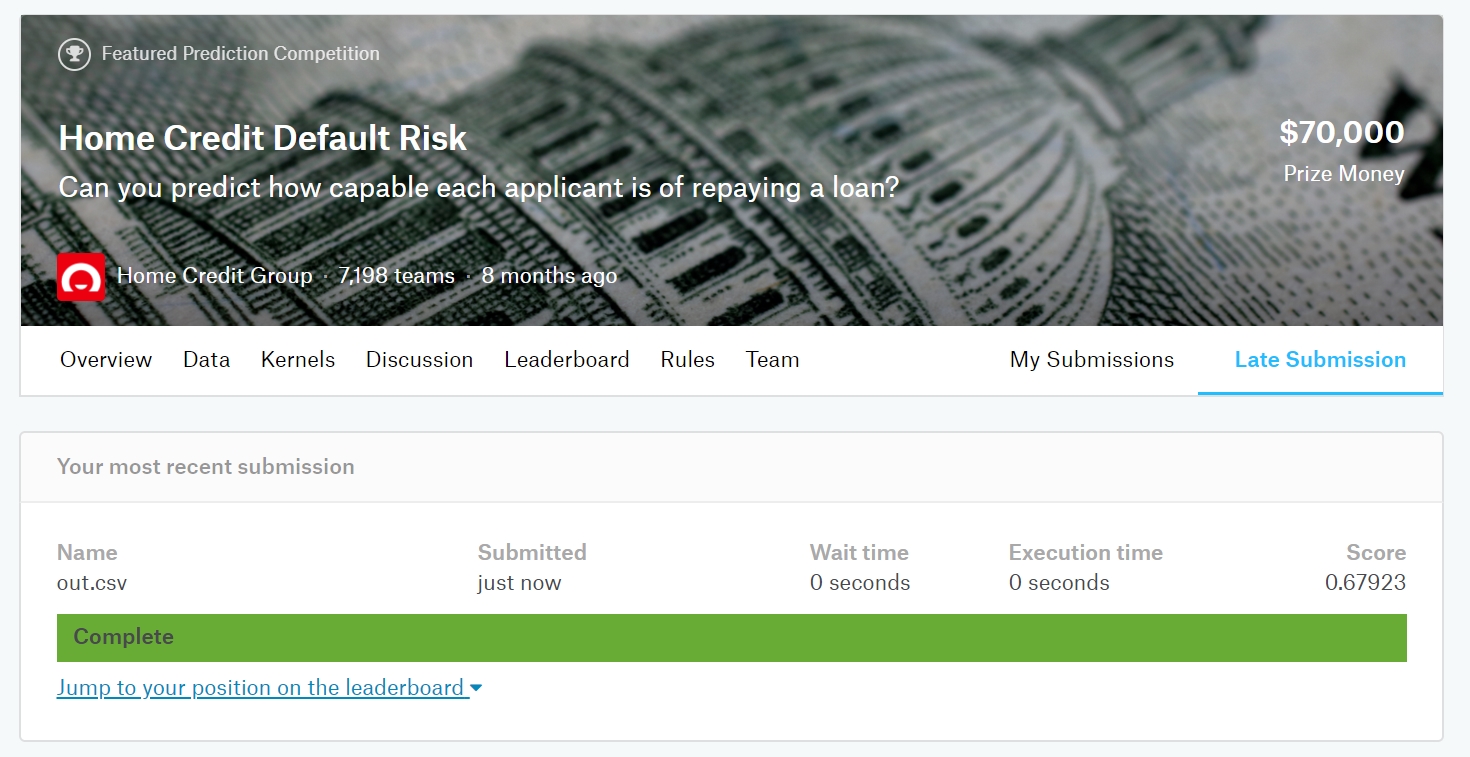 Featured Prediction Competition
Home Credit Default Risk
$70,000
Can you predict how capable each applicant is of repaying a loan?
Prize Money
Home Credit Group · 7,198 teams · 8 months ago
Overview Data Kernels Discussion Leaderboard Rules Team My Submissions Late Submission
Your most recent submission
Name Submitted Wait time Execution time Score
out.csv just now 0 seconds 0 seconds 0.67923
Complete
Jump to your position on the leaderboard